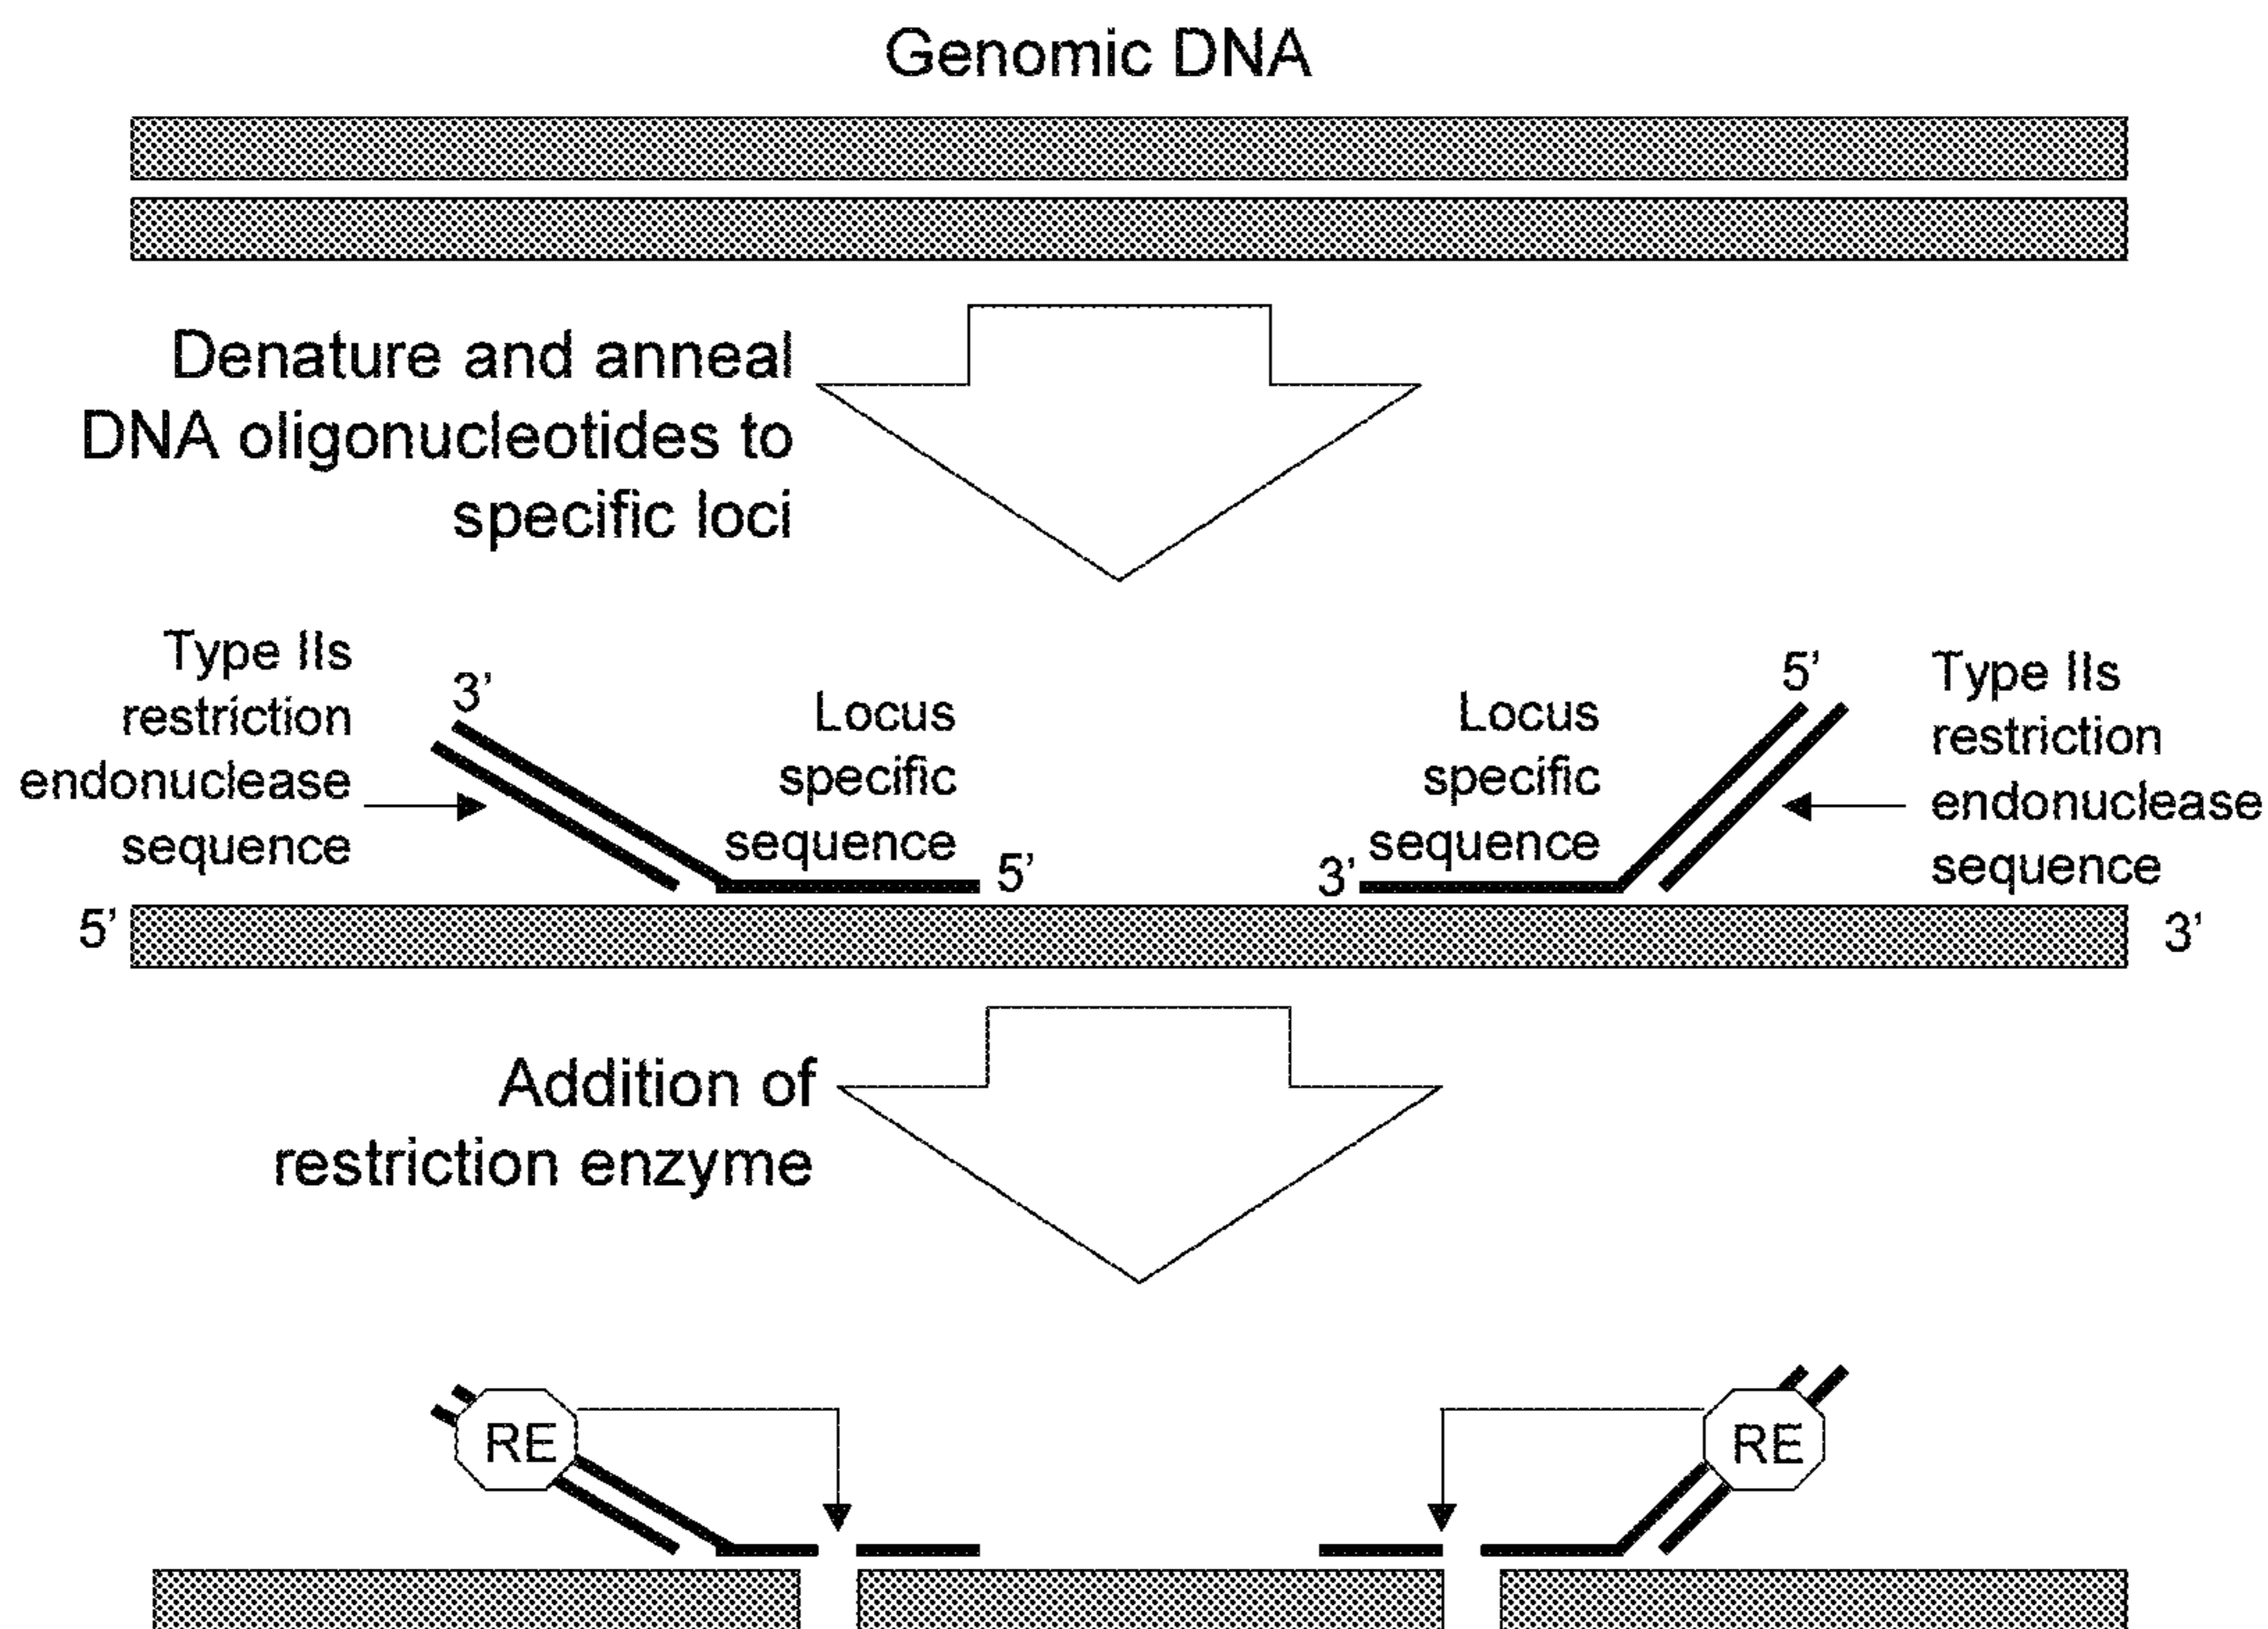 Genomic DNA
Denature and anneal
DNA oligonucleotides to
specific loci
Type IIs
restriction
endonuclease
sequence
3’
Locus
specific
sequence
5’
Locus
specific
sequence
3’
5’
Type IIs
restriction
endonuclease
sequence
5’
3’
Addition of
restriction enzyme
RE
RE